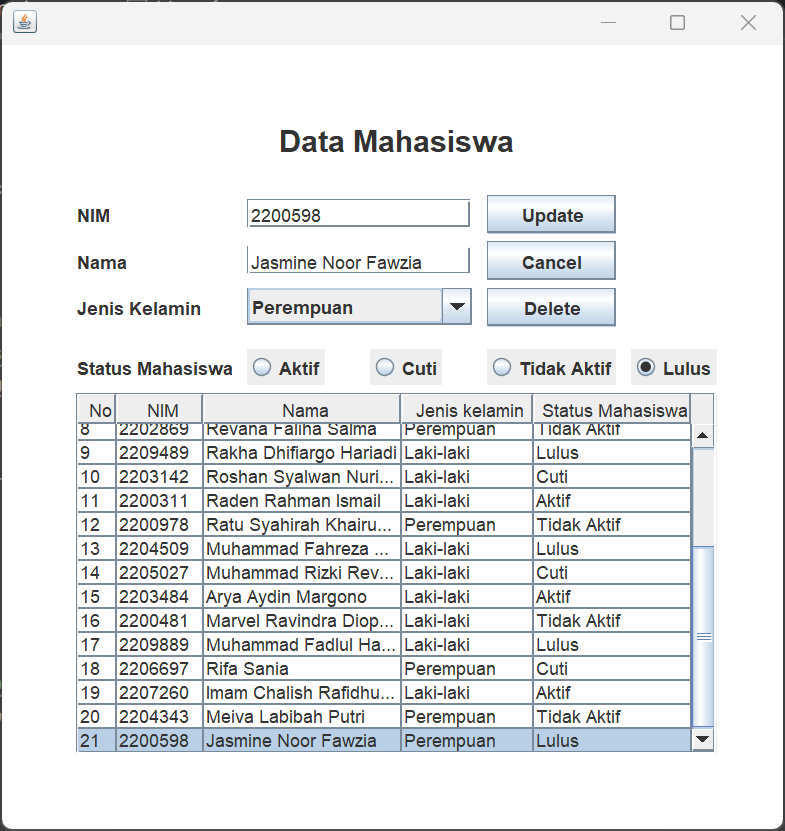 Data Mahasiswa
NIM 2200598 Update
Nama Jasmine Noor Fawzia Cancel
Jenis Kelamin Perempuan Delete
Status Mahasiswa Aktif Cuti Tidak Aktif Lulus
No NIM Nama Jenis kelamin Status Mahasiswa
8 2202869 Revana Faliha Salma Perempuan Tidak Aktif
9 2209489 Rakha Dhifiargo Hariadi Laki-laki Lulus
10 2203142 Roshan Syalwan Nuri... Laki-laki Cuti
11 2200311 Raden Rahman Ismail Laki-laki Aktif
12 2200978 Ratu Syahirah Khairu... Perempuan Tidak Aktif
13 2204509 Muhammad Fahreza ... Laki-laki Lulus
14 2205027 Muhammad Rizki Rev... Laki-laki Cuti
15 2203484 Arya Aydin Margono Laki-laki Aktif
16 2200481 Marvel Ravindra Diop... Laki-laki Tidak Aktif
17 2209889 Muhammad Fadlul Ha... Laki-laki Lulus
18 2206697 Rifa Sania Perempuan Cuti
19 2207260 Imam Chalish Rafidhu... Laki-laki Aktif
20 2204343 Meiva Labibah Putri Perempuan Tidak Aktif
21 2200598 Jasmine Noor Fawzia Perempuan Lulus